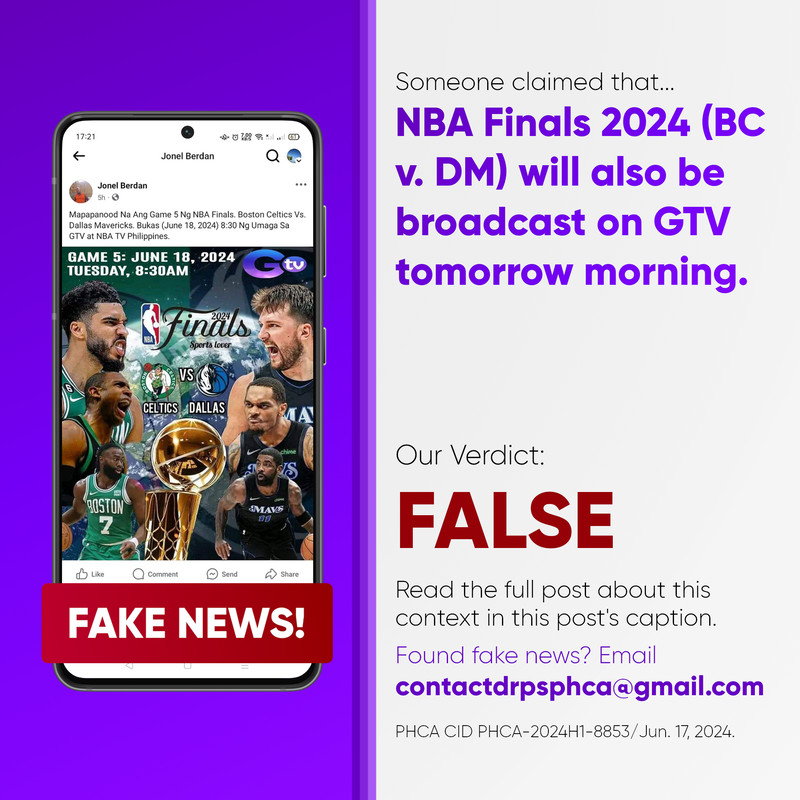 17:21
Jonel Berdan
Jonel Berdan
5h
Mapapanood Na Ang Game 5 Ng NBA Finals. Boston Celtics Vs.
Dallas Mavericks. Bukas (June 18, 2024) 8:30 Ng Umaga Sa
GTV at NBA TV Philippines.
GAME 5: JUNE 18, 2024
TUESDAY, 8:30AM
Gtv
2024
NBA
Finals
Sports lover
VS
CELTICS
DALLAS
BOSTON
7
MAVS
11
Like
Comment
Send
Share
FAKE NEWS!
Someone claimed that...
NBA Finals 2024 (BC
v. DM) will also be
broadcast on GTV
tomorrow morning.
Our Verdict:
FALSE
Read the full post about this
context in this post's caption.
Found fake news? Email
contactdrpsphca@gmail.com
PHCA CID PHCA-2024H1-8853/Jun. 17, 2024.